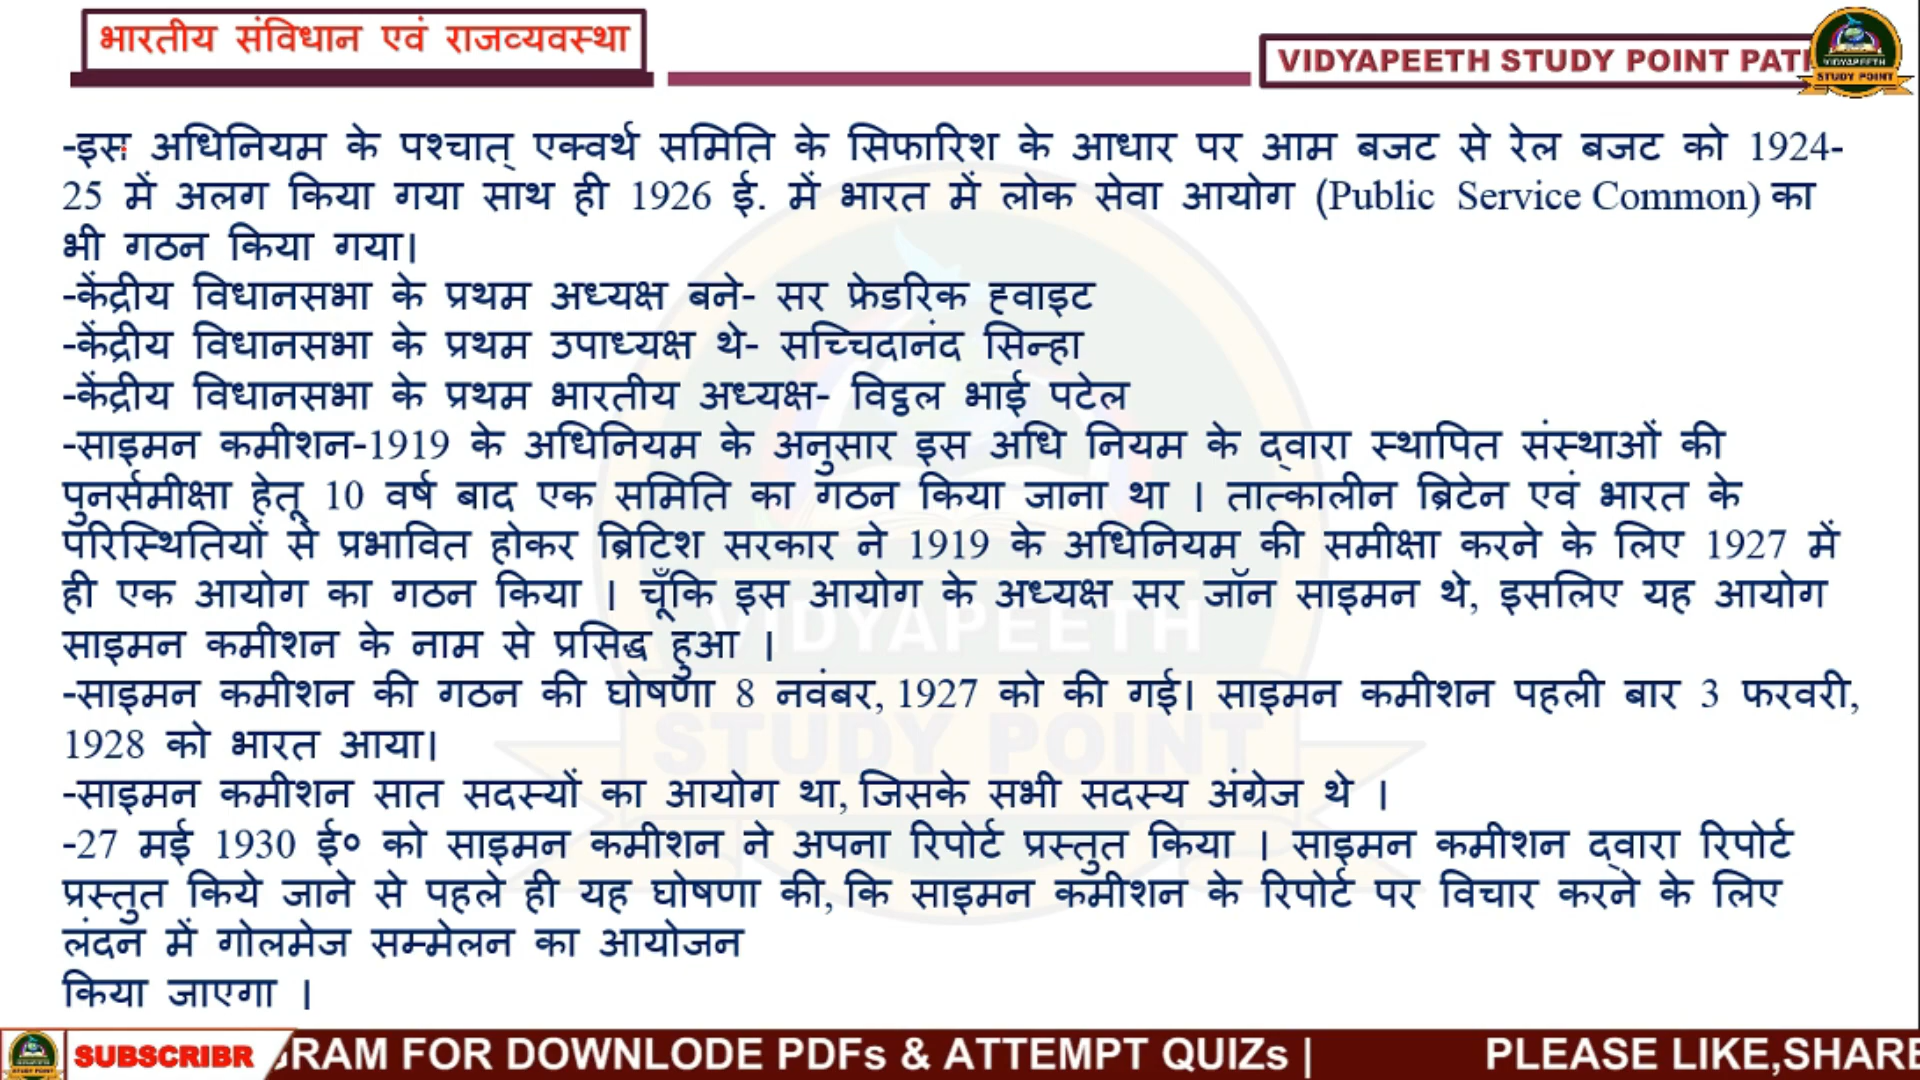 भारतीय संविधान एवं राजव्यवस्था
VIDYAPEETH STUDY POINT
VIDYAPEETH
STUDY POINT
-इस अधिनियम के पश्चात् एक्वर्थ समिति के सिफारिश के आधार पर आम बजट से रेल बजट को 1924-
25 में अलग किया गया साथ ही 1926 ई. में भारत में लोक सेवा आयोग (Public Service Common) का
भी गठन किया गया।
-केंद्रीय विधानसभा के प्रथम अध्यक्ष बने- सर फ्रेडरिक ह्वाइट
-केंद्रीय विधानसभा के प्रथम उपाध्यक्ष थे- सच्चिदानंद सिन्हा
-केंद्रीय विधानसभा के प्रथम भारतीय अध्यक्ष- विट्ठल भाई पटेल
-साइमन कमीशन-1919 के अधिनियम के अनुसार इस अधि नियम के द्वारा स्थापित संस्थाओं की
पुनर्समीक्षा हेतू 10 वर्ष बाद एक समिति का गठन किया जाना था । तात्कालीन ब्रिटेन एवं भारत के
परिस्थितियों से प्रभावित होकर ब्रिटिश सरकार ने 1919 के अधिनियम की समीक्षा करने के लिए 1927 में
ही एक आयोग का गठन किया । चूँकि इस आयोग के अध्यक्ष सर जॉन साइमन थे, इसलिए यह आयोग
साइमन कमीशन के नाम से प्रसिद्ध हुआ ।
-साइमन कमीशन की गठन की घोषणा 8 नवंबर, 1927 को की गई। साइमन कमीशन पहली बार 3 फरवरी,
1928 को भारत आया।
-साइमन कमीशन सात सदस्यों का आयोग था, जिसके सभी सदस्य अंग्रेज थे ।
-27 मई 1930 ई० को साइमन कमीशन ने अपना रिपोर्ट प्रस्तुत किया । साइमन कमीशन द्वारा रिपोर्ट
प्रस्तुत किये जाने से पहले ही यह घोषणा की, कि साइमन कमीशन के रिपोर्ट पर विचार करने के लिए
लंदन में गोलमेज सम्मेलन का आयोजन
किया जाएगा ।
VIDYAPEETH
STUDY POINT
SUBSCRIBR GRAM FOR DOWNLODE PDFs & ATTEMPT QUIZs | PLEASE LIKE,SHARE